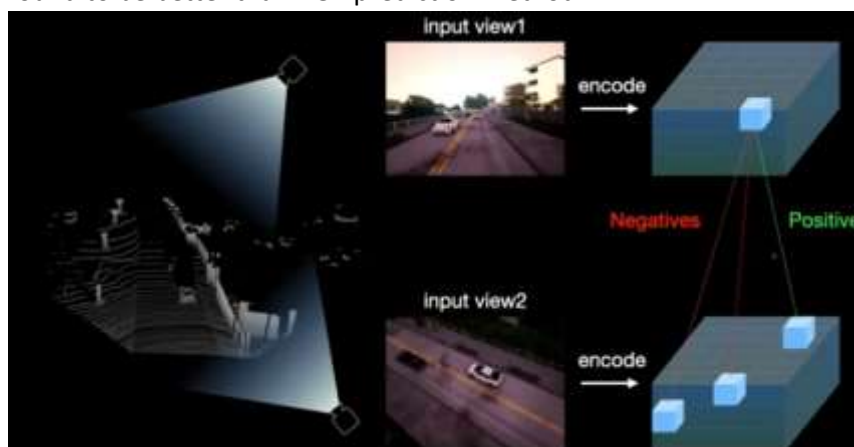 input view1
encode
Negatives
Positive
input view2
encode